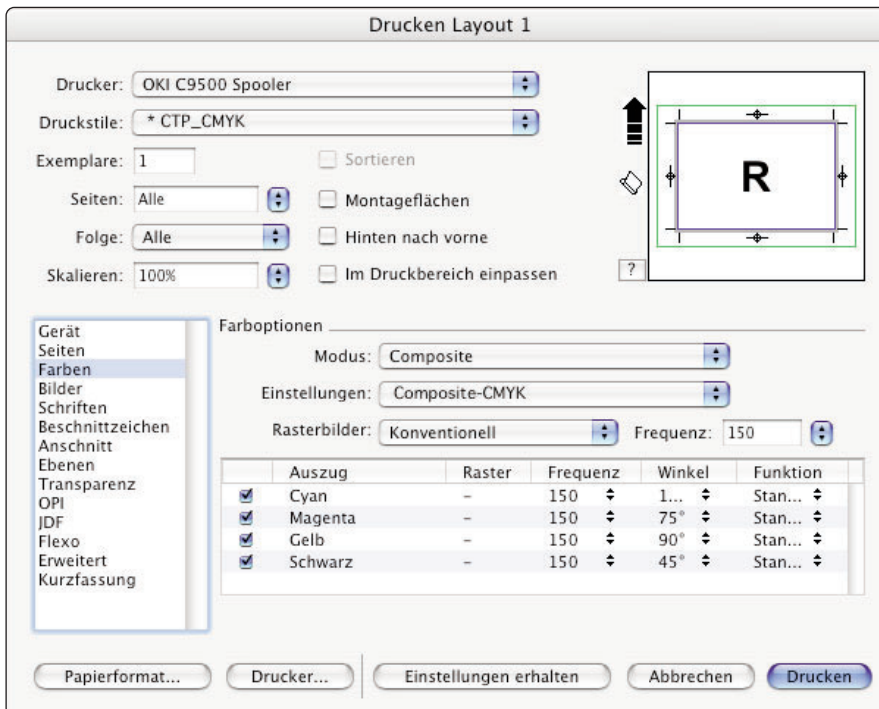 Drucken Layout 1
Drucker: OKI C9500 Spooler
Druckstile: * CTP_CMYK
Exemplare: 1 Sortieren
Seiten: Alle Montageflächen
Folge: Alle Hinten nach vorne
Skalieren: 100% Im Druckbereich einpassen
R
?
Gerät
Seiten
Farben
Bilder
Schriften
Beschnittzeichen
Anschnitt
Ebenen
Transparenz
OPI
JDF
Flexo
Erweitert
Kurzfassung
Farboptionen
Modus: Composite
Einstellungen: Composite-CMYK
Rasterbilder: Konventionell Frequenz: 150
Auszug Raster Frequenz Winkel Funktion
Cyan – 150 1... Stan...
Magenta – 150 75° Stan...
Gelb – 150 90° Stan...
Schwarz – 150 45° Stan...
Papierformat... Drucker... Einstellungen erhalten Abbrechen Drucken